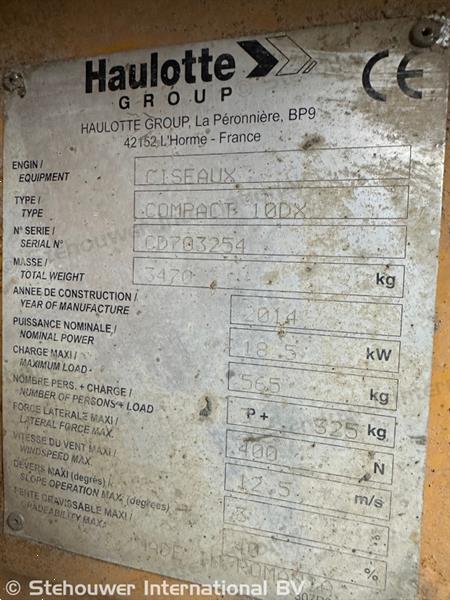 Haulotte
GROUP
CE
HAULOTTE GROUP, La Péronnière, BP9
42152 L'Horme - France
ENGIN / EQUIPMENT CISEAUX
TYPE / TYPE COMPACT 10DX
N° SERIE / SERIAL N° CD703254
MASSE / TOTAL WEIGHT 3470 kg
ANNEE DE CONSTRUCTION / YEAR OF MANUFACTURE 2014
PUISSANCE NOMINALE / NOMINAL POWER 18.5 kW
CHARGE MAXI / MAXIMUM LOAD 565 kg
NOMBRE PERS. + CHARGE / NUMBER OF PERSONS + LOAD P + 325 kg
FORCE LATERALE MAXI / LATERAL FORCE MAX. 400 N
VITESSE DU VENT MAXI / WINDSPEED MAX. 12.5 m/s
DEVERS MAXI (degrés) / SLOPE OPERATION MAX. (degrees) °
PENTE GRAVISSABLE MAXI / GRADEABILITY MAX. 40 %
MADE IN
© Stehouwer International BV